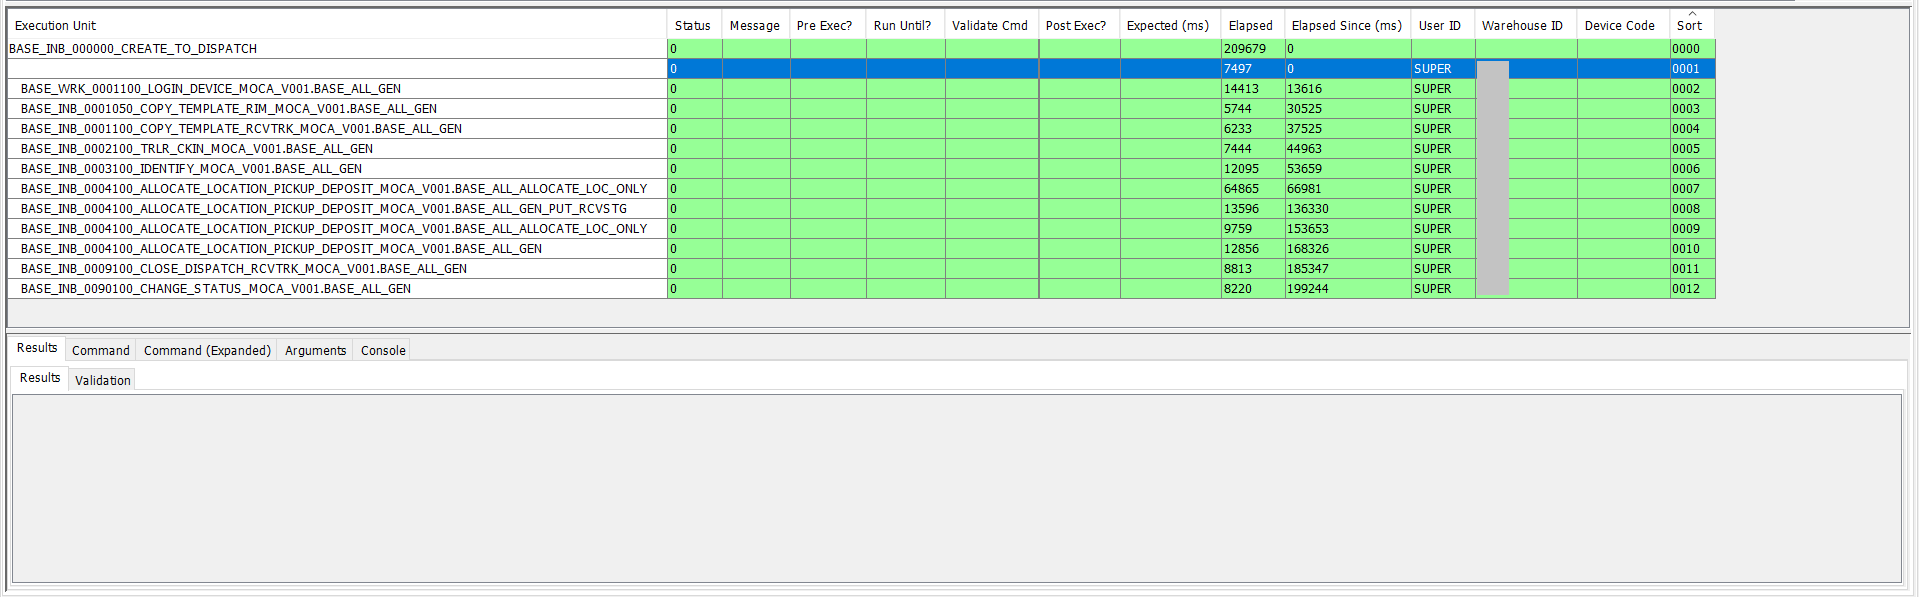 Execution Unit Status Message Pre Exec? Run Until? Validate Cmd Post Exec? Expected (ms) Elapsed Elapsed Since (ms) User ID Warehouse ID Device Code Sort
BASE_INB_000000_CREATE_TO_DISPATCH 0 209679 0 0000
0 7497 0 SUPER 0001
BASE_WRK_0001100_LOGIN_DEVICE_MOCA_V001.BASE_ALL_GEN 0 14413 13616 SUPER 0002
BASE_INB_0001050_COPY_TEMPLATE_RIM_MOCA_V001.BASE_ALL_GEN 0 5744 30525 SUPER 0003
BASE_INB_0001100_COPY_TEMPLATE_RCVTRK_MOCA_V001.BASE_ALL_GEN 0 6233 37525 SUPER 0004
BASE_INB_0002100_TRLR_CKIN_MOCA_V001.BASE_ALL_GEN 0 7444 44963 SUPER 0005
BASE_INB_0003100_IDENTIFY_MOCA_V001.BASE_ALL_GEN 0 12095 53659 SUPER 0006
BASE_INB_0004100_ALLOCATE_LOCATION_PICKUP_DEPOSIT_MOCA_V001.BASE_ALL_ALLOCATE_LOC_ONLY 0 64865 66981 SUPER 0007
BASE_INB_0004100_ALLOCATE_LOCATION_PICKUP_DEPOSIT_MOCA_V001.BASE_ALL_GEN_PUT_RCVSTG 0 13596 136330 SUPER 0008
BASE_INB_0004100_ALLOCATE_LOCATION_PICKUP_DEPOSIT_MOCA_V001.BASE_ALL_ALLOCATE_LOC_ONLY 0 9759 153653 SUPER 0009
BASE_INB_0004100_ALLOCATE_LOCATION_PICKUP_DEPOSIT_MOCA_V001.BASE_ALL_GEN 0 12856 168326 SUPER 0010
BASE_INB_0009100_CLOSE_DISPATCH_RCVTRK_MOCA_V001.BASE_ALL_GEN 0 8813 185347 SUPER 0011
BASE_INB_0090100_CHANGE_STATUS_MOCA_V001.BASE_ALL_GEN 0 8220 199244 SUPER 0012
Results Command Command (Expanded) Arguments Console
Results Validation